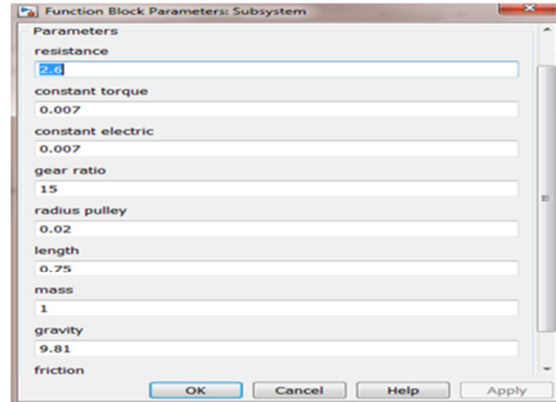 Function Block Parameters: Subsystem
Parameters
resistance
2.6
constant torque
0.007
constant electric
0.007
gear ratio
15
radius pulley
0.02
length
0.75
mass
1
gravity
9.81
friction
OK Cancel Help Apply